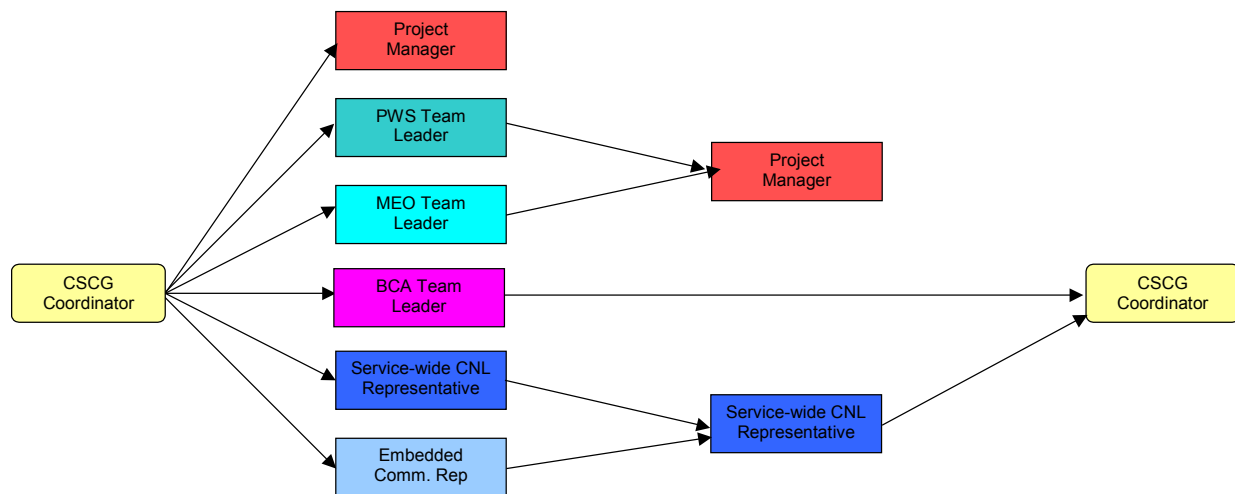 Project
Manager
PWS Team
Leader
Project
Manager
MEO Team
Leader
CSCG
Coordinator
BCA Team
Leader
CSCG
Coordinator
Service-wide CNL
Representative
Service-wide CNL
Representative
Embedded
Comm. Rep